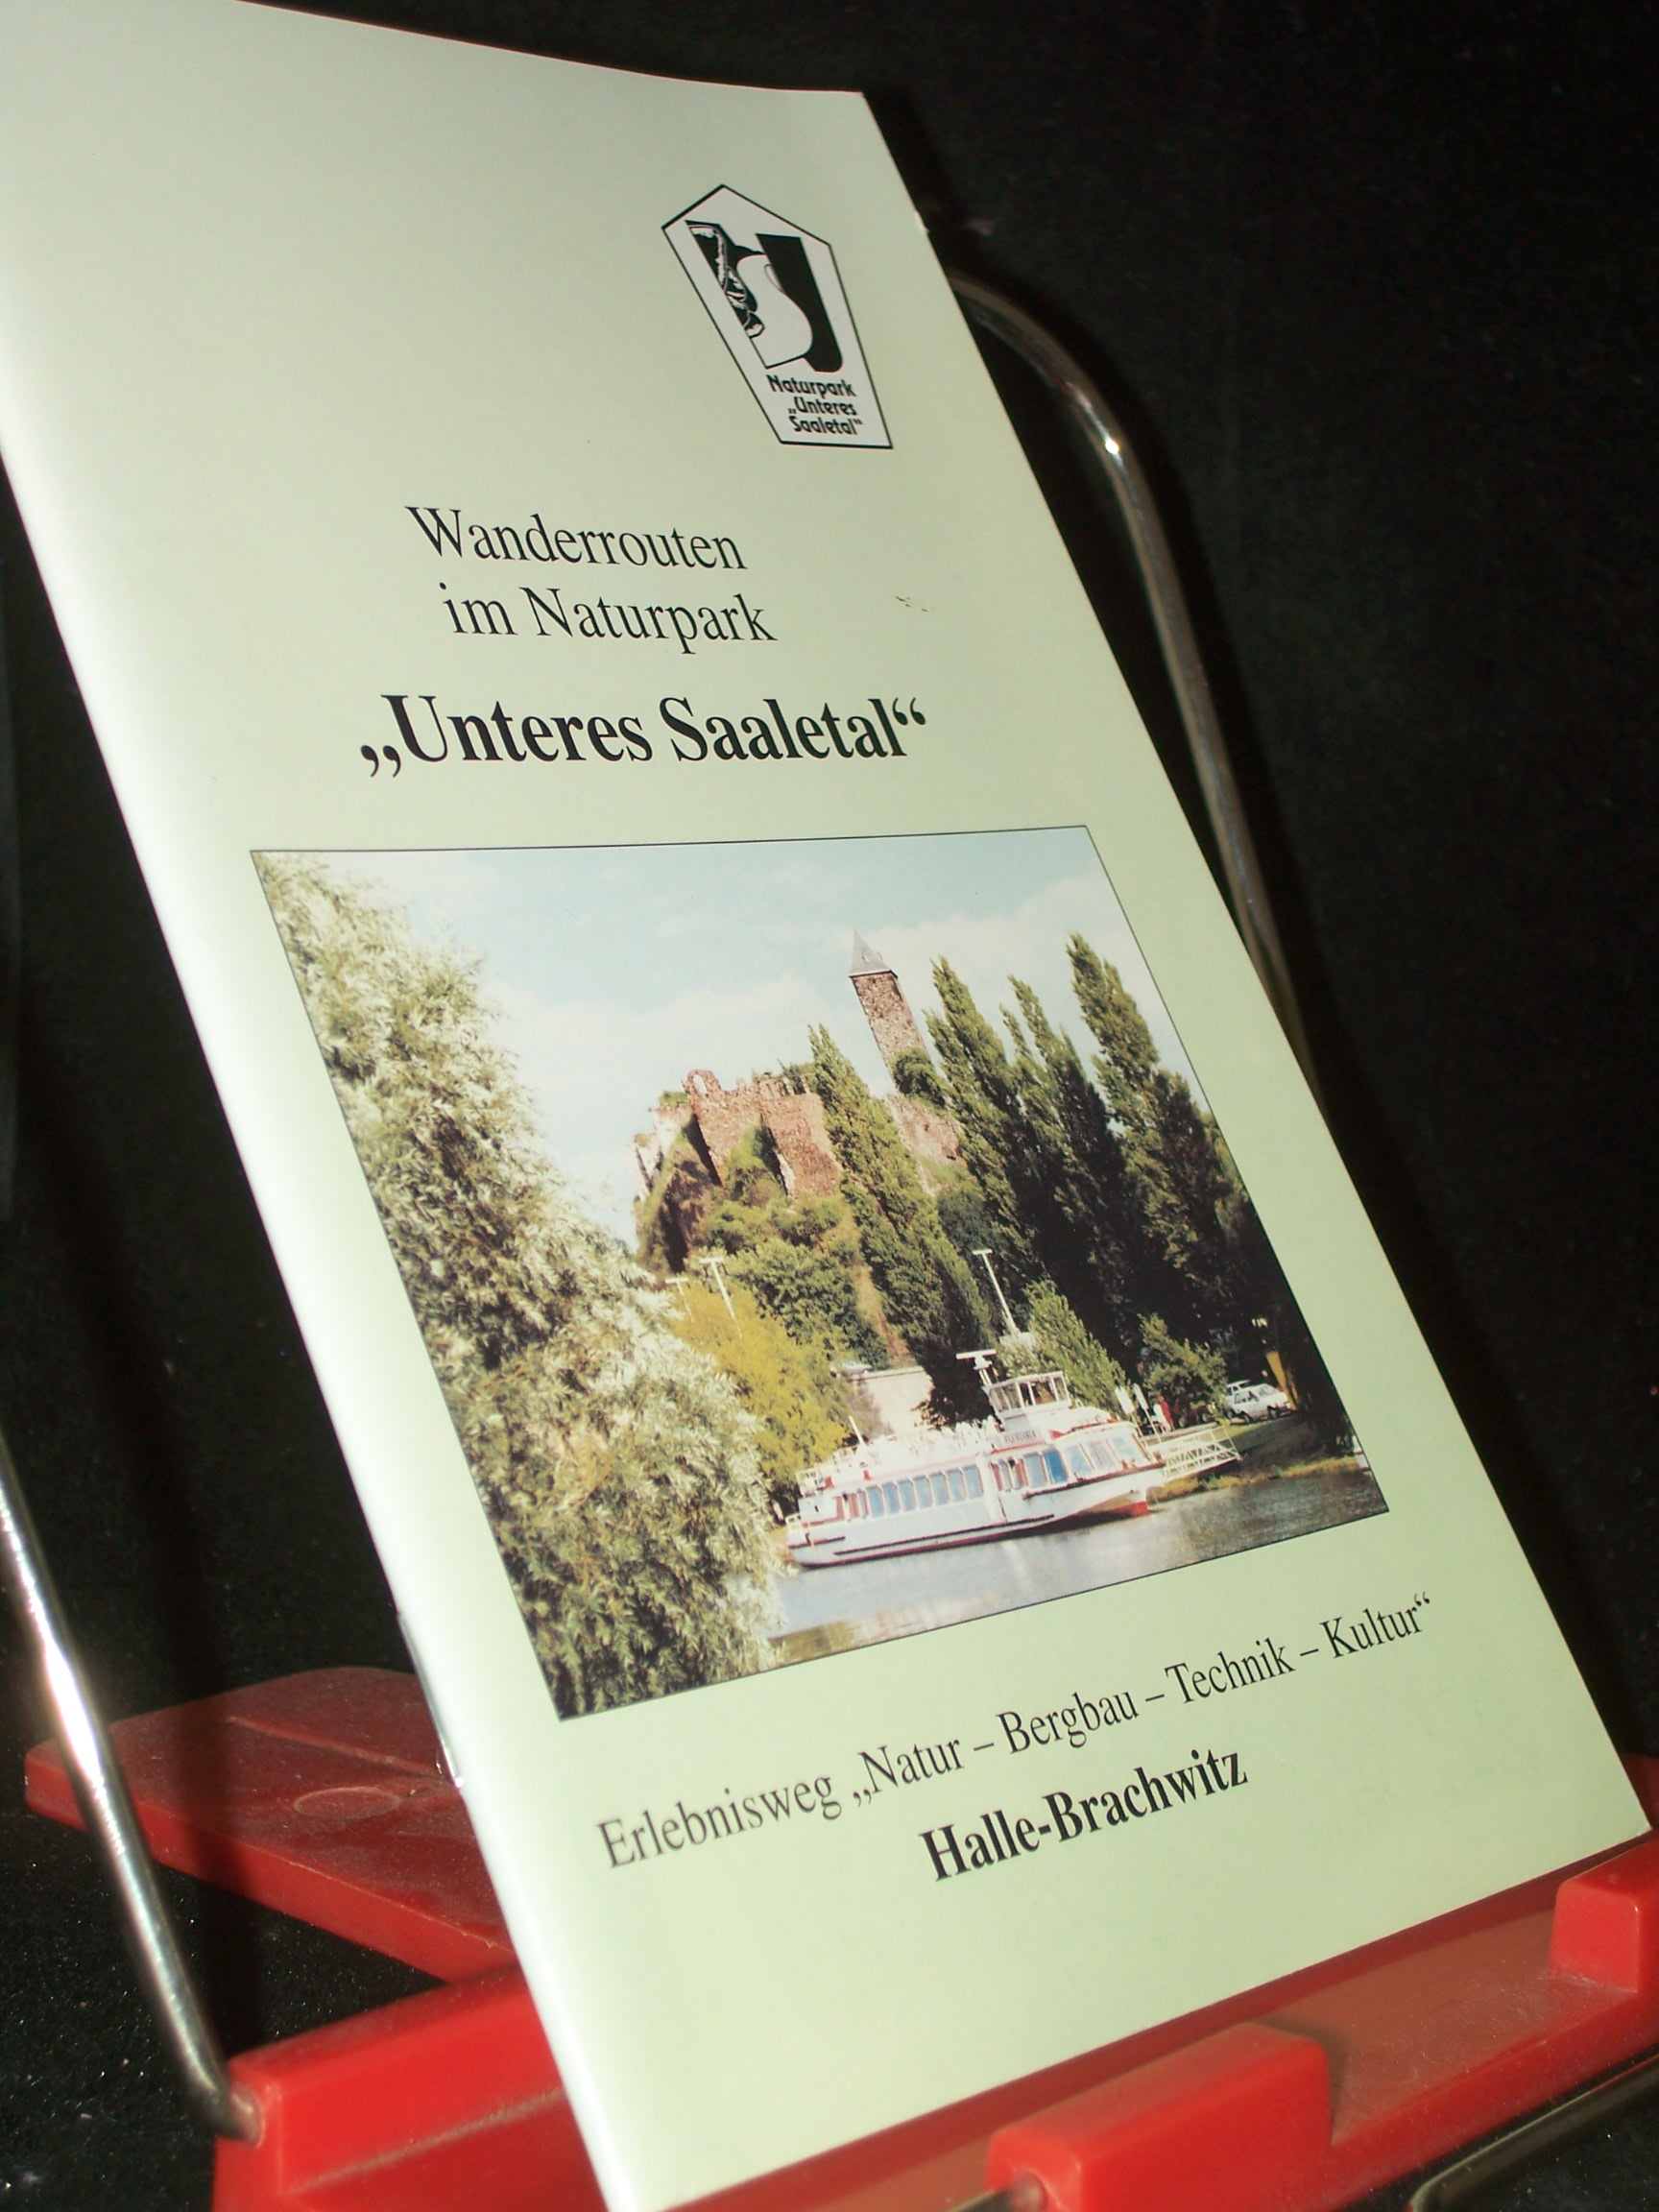 Naturpark
„Unteres
Saaletal“
Wanderrouten
im Naturpark
„Unteres Saaletal“
Erlebnisweg „Natur – Bergbau – Technik – Kultur“
Halle-Brachwitz